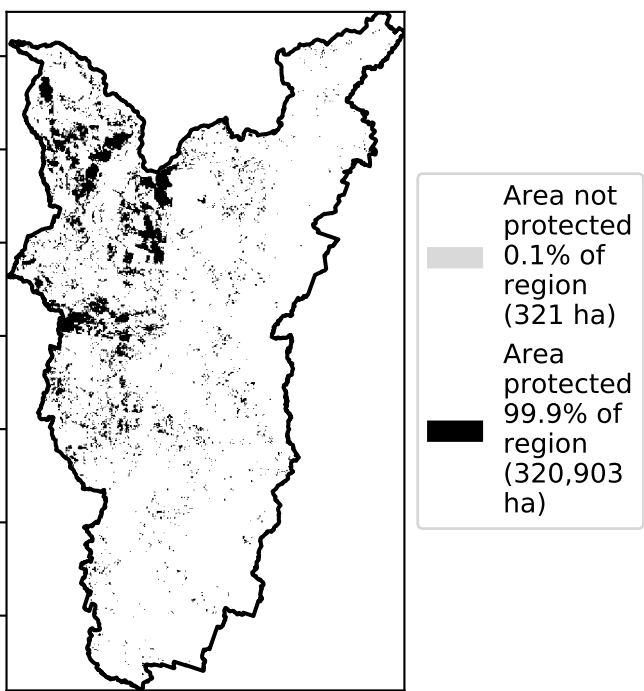 Area not
protected
0.1% of
region
(321 ha)
Area
protected
99.9% of
region
(320,903
ha)